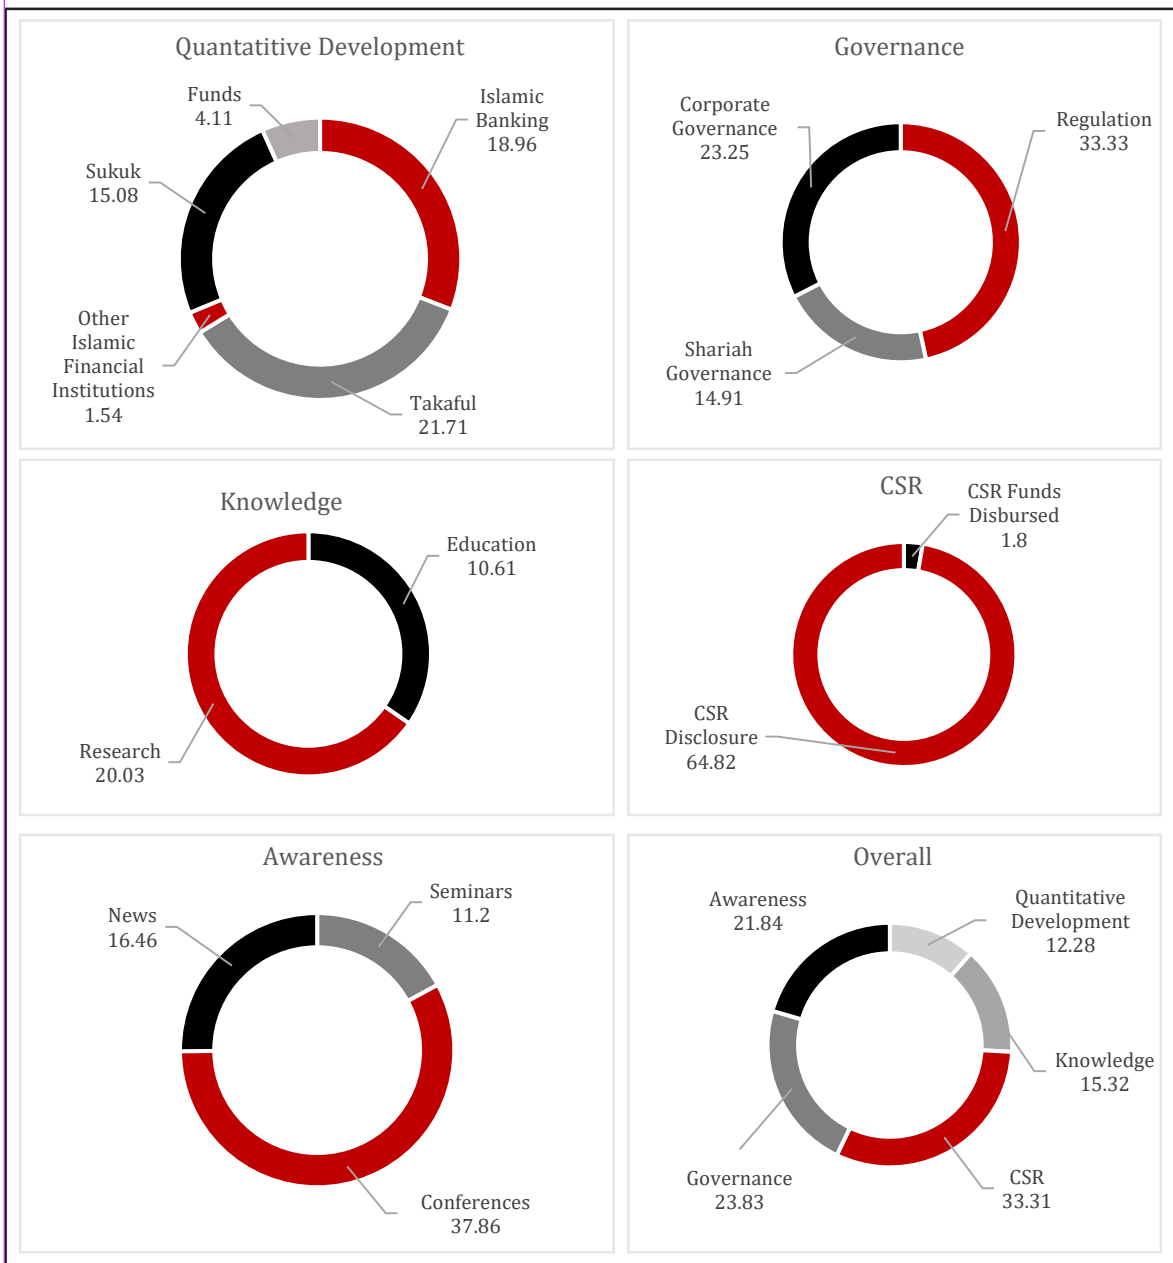 Quantatitive Development
Funds
4.11
Islamic
Banking
18.96
Sukuk
15.08
Other
Islamic
Financial
Institutions
1.54
Takaful
21.71
Governance
Corporate
Governance
23.25
Regulation
33.33
Shariah
Governance
14.91
Knowledge
Education
10.61
Research
20.03
CSR
CSR Funds
Disbursed
1.8
CSR
Disclosure
64.82
Awareness
News
16.46
Seminars
11.2
Conferences
37.86
Overall
Awareness
21.84
Quantitative
Development
12.28
Knowledge
15.32
Governance
23.83
CSR
33.31